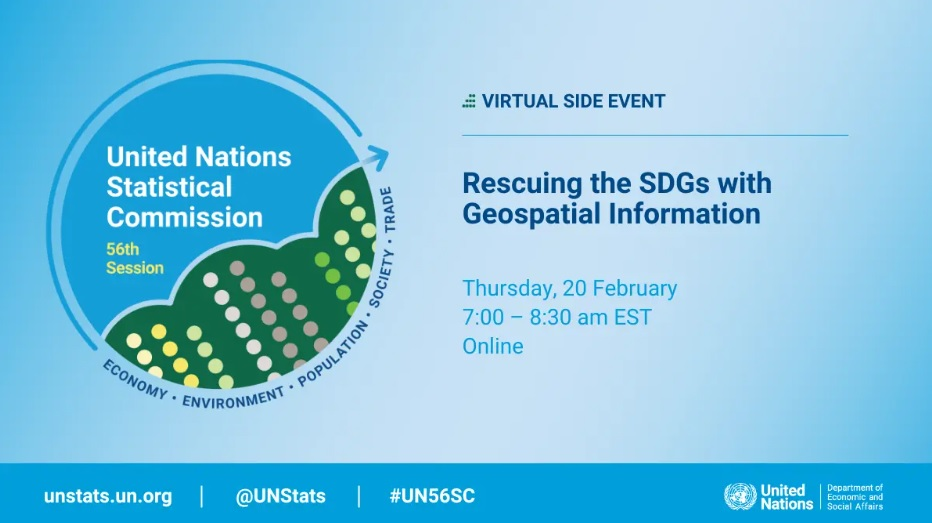 United Nations
Statistical
Commission
56th
Session
ECONOMY • ENVIRONMENT • POPULATION • SOCIETY • TRADE
VIRTUAL SIDE EVENT
Rescuing the SDGs with
Geospatial Information
Thursday, 20 February
7:00 – 8:30 am EST
Online
unstats.un.org | @UNStats | #UN56SC
United
Nations
Department of
Economic and
Social Affairs